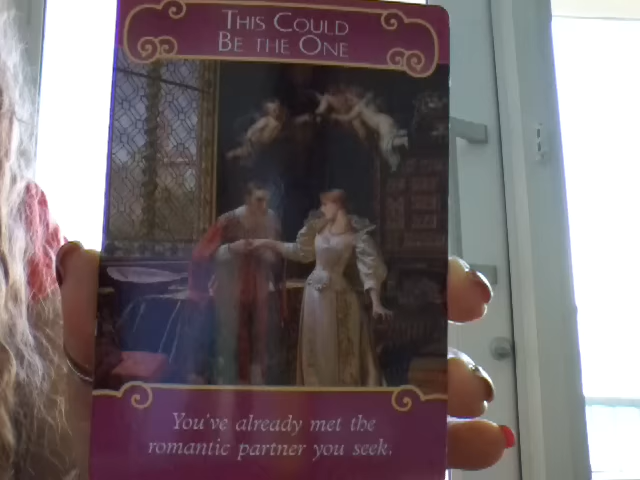 THIS COULD
BE THE ONE
You've already met the
romantic partner you seek.